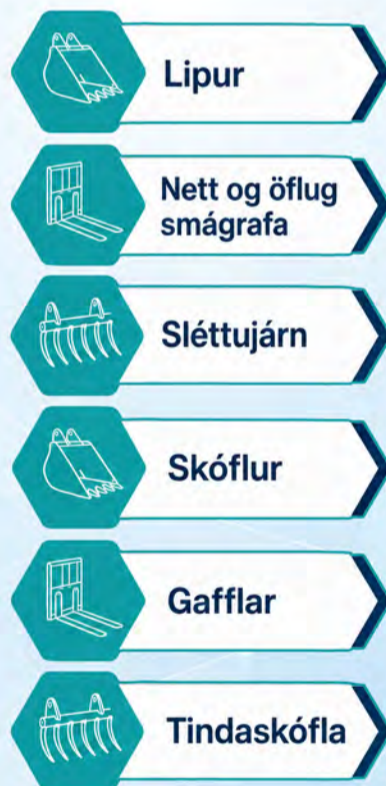 Lipur
Nett og öflug
smágrafa
Sléttujárn
Skóflur
Gafflar
Tindaskófla